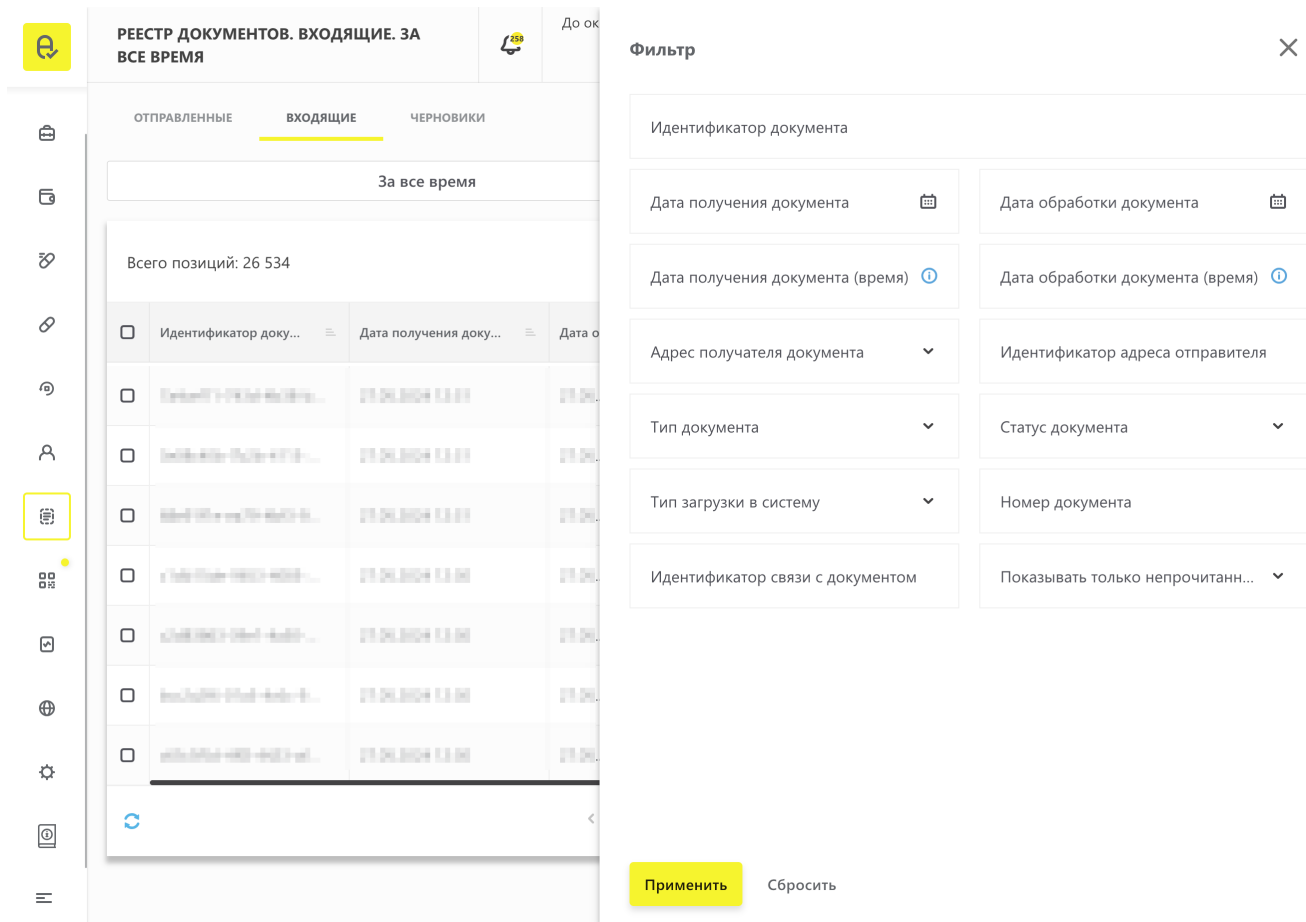 РЕЕСТР ДОКУМЕНТОВ. ВХОДЯЩИЕ. ЗА
ВСЕ ВРЕМЯ
258
До ок
ОТПРАВЛЕННЫЕ
ВХОДЯЩИЕ
ЧЕРНОВИКИ
За все время
Всего позиций: 26 534
Идентификатор доку...
Дата получения доку...
Дата о
Фильтр
Идентификатор документа
Дата получения документа
Дата обработки документа
Дата получения документа (время)
Дата обработки документа (время)
Адрес получателя документа
Идентификатор адреса отправителя
Тип документа
Статус документа
Тип загрузки в систему
Номер документа
Идентификатор связи с документом
Показывать только непрочитанн...
Применить
Сбросить